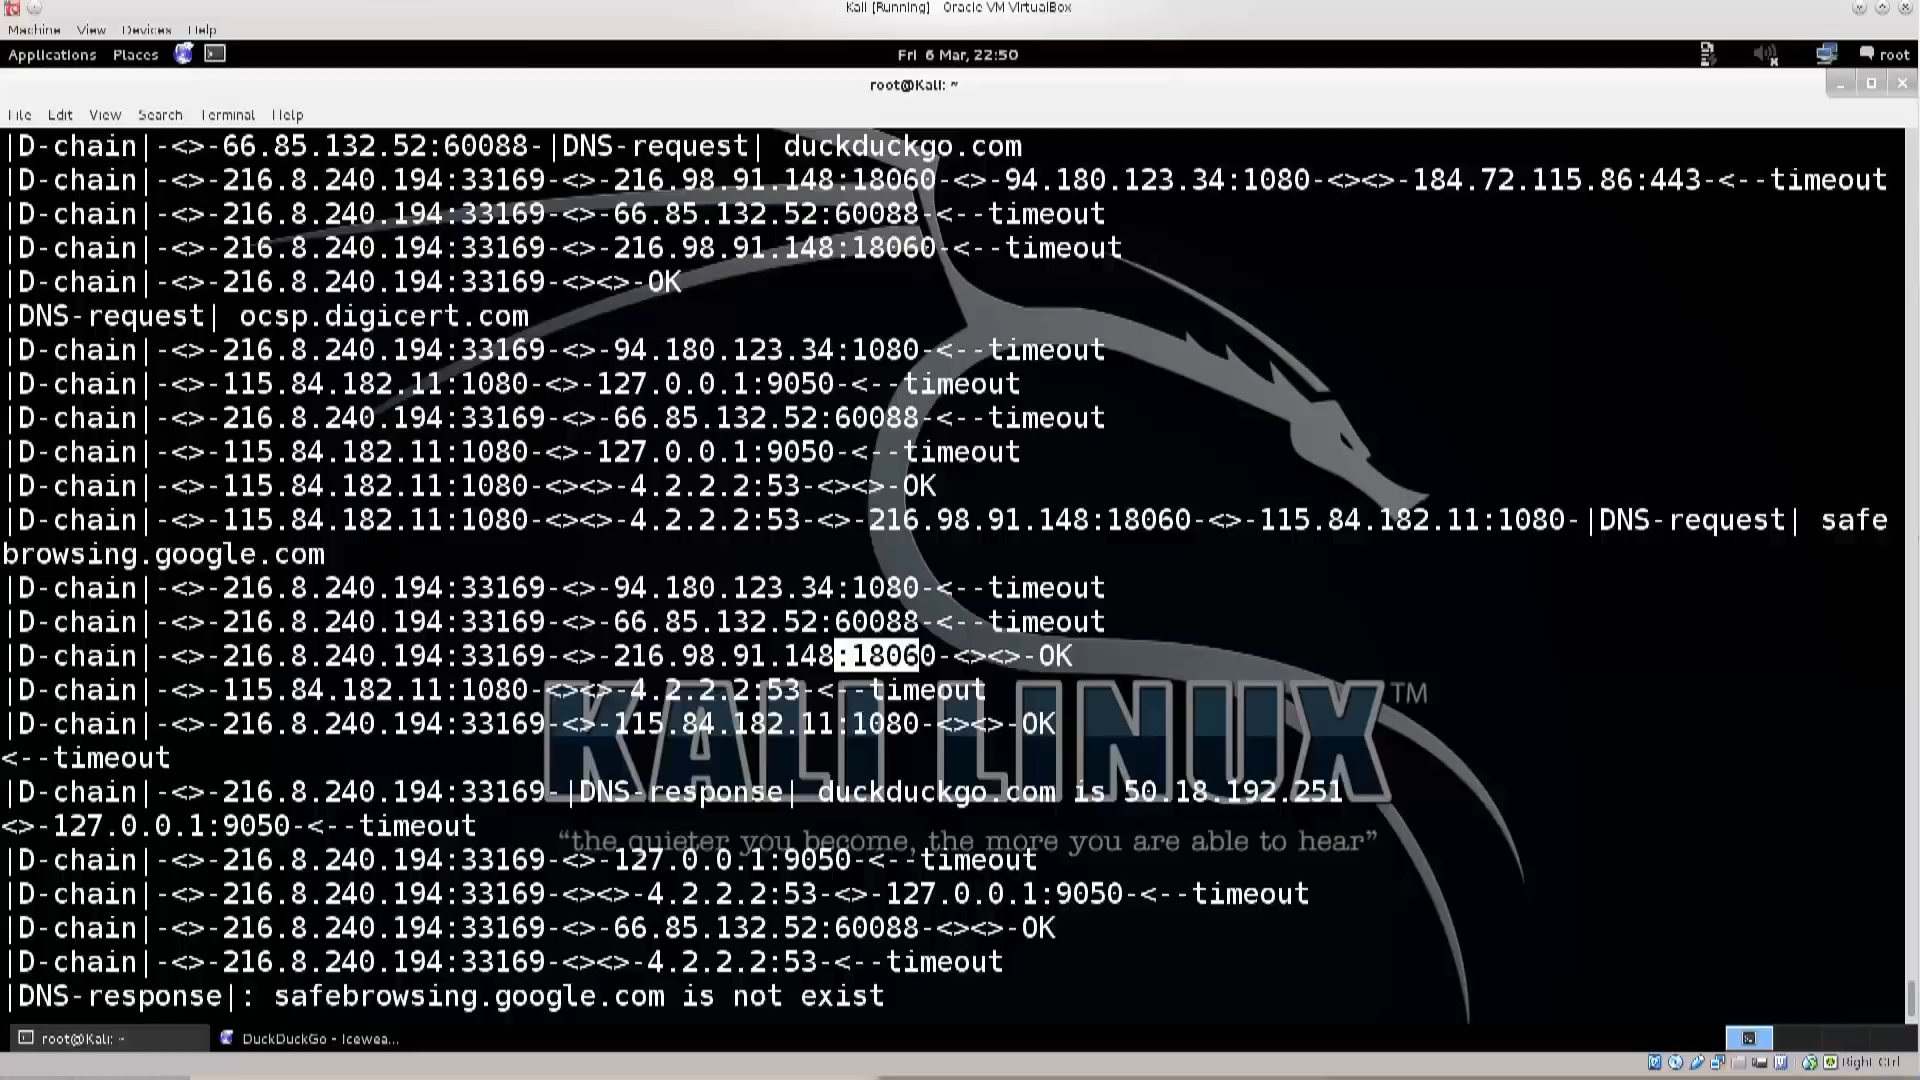 Kali [Running] - Oracle VM VirtualBox
Machine View Devices Help
Applications Places Fri 6 Mar, 22:50 root
root@Kali: ~
File Edit View Search Terminal Help
|D-chain|-<>-66.85.132.52:60088-|DNS-request| duckduckgo.com
|D-chain|-<>-216.8.240.194:33169-<>-216.98.91.148:18060-<>-94.180.123.34:1080-<><>-184.72.115.86:443-<--timeout
|D-chain|-<>-216.8.240.194:33169-<>-66.85.132.52:60088-<--timeout
|D-chain|-<>-216.8.240.194:33169-<>-216.98.91.148:18060-<--timeout
|D-chain|-<>-216.8.240.194:33169-<><>-OK
|DNS-request| ocsp.digicert.com
|D-chain|-<>-216.8.240.194:33169-<>-94.180.123.34:1080-<--timeout
|D-chain|-<>-115.84.182.11:1080-<>-127.0.0.1:9050-<--timeout
|D-chain|-<>-216.8.240.194:33169-<>-66.85.132.52:60088-<--timeout
|D-chain|-<>-115.84.182.11:1080-<>-127.0.0.1:9050-<--timeout
|D-chain|-<>-115.84.182.11:1080-<><>-4.2.2.2:53-<><>-OK
|D-chain|-<>-115.84.182.11:1080-<><>-4.2.2.2:53-<>-216.98.91.148:18060-<>-115.84.182.11:1080-|DNS-request| safe
browsing.google.com
|D-chain|-<>-216.8.240.194:33169-<>-94.180.123.34:1080-<--timeout
|D-chain|-<>-216.8.240.194:33169-<>-66.85.132.52:60088-<--timeout
|D-chain|-<>-216.8.240.194:33169-<>-216.98.91.148:18060-<><>-OK
|D-chain|-<>-115.84.182.11:1080-<><>-4.2.2.2:53-<--timeout
|D-chain|-<>-216.8.240.194:33169-<>-115.84.182.11:1080-<><>-OK
<--timeout
KALI LINUX™
|D-chain|-<>-216.8.240.194:33169-|DNS-response| duckduckgo.com is 50.18.192.251
<>-127.0.0.1:9050-<--timeout
“the quieter you become, the more you are able to hear”
|D-chain|-<>-216.8.240.194:33169-<>-127.0.0.1:9050-<--timeout
|D-chain|-<>-216.8.240.194:33169-<><>-4.2.2.2:53-<>-127.0.0.1:9050-<--timeout
|D-chain|-<>-216.8.240.194:33169-<>-66.85.132.52:60088-<><>-OK
|D-chain|-<>-216.8.240.194:33169-<><>-4.2.2.2:53-<--timeout
|DNS-response|: safebrowsing.google.com is not exist
root@Kali: ~ DuckDuckGo - Icewea...
Right Ctrl